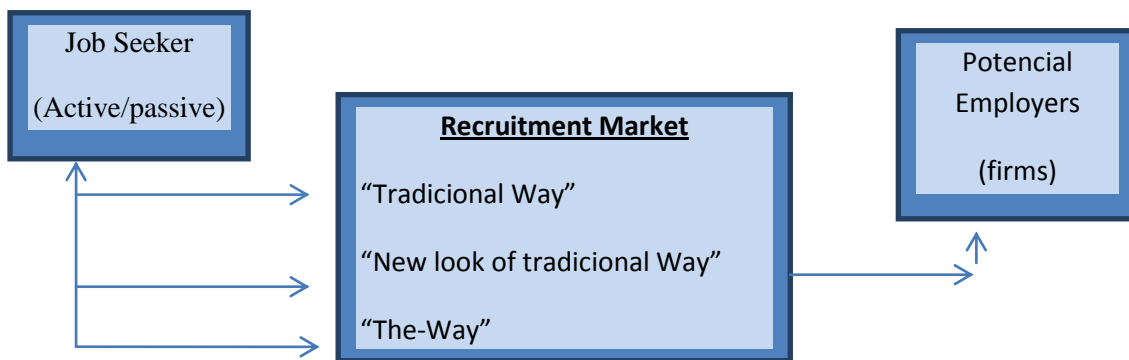 Job Seeker
(Active/passive)
Recruitment Market
“Tradicional Way”
“New look of tradicional Way”
“The-Way”
Potencial
Employers
(firms)